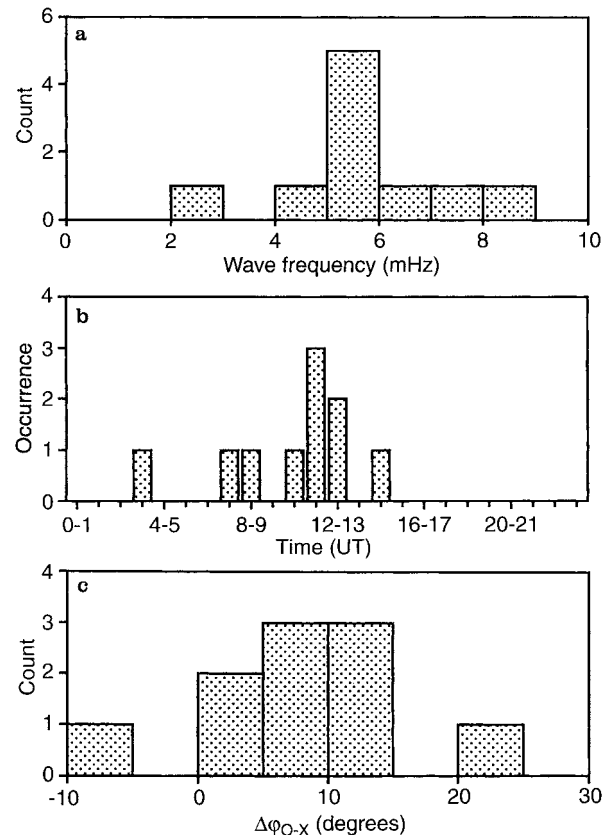 a
6
4
2
0
Count
0 2 4 6 8 10
Wave frequency (mHz)
b
4
3
2
1
0
Occurrence
0-1 4-5 8-9 12-13 16-17 20-21
Time (UT)
c
4
3
2
1
0
Count
-10 0 10 20 30
ΔφO-X (degrees)